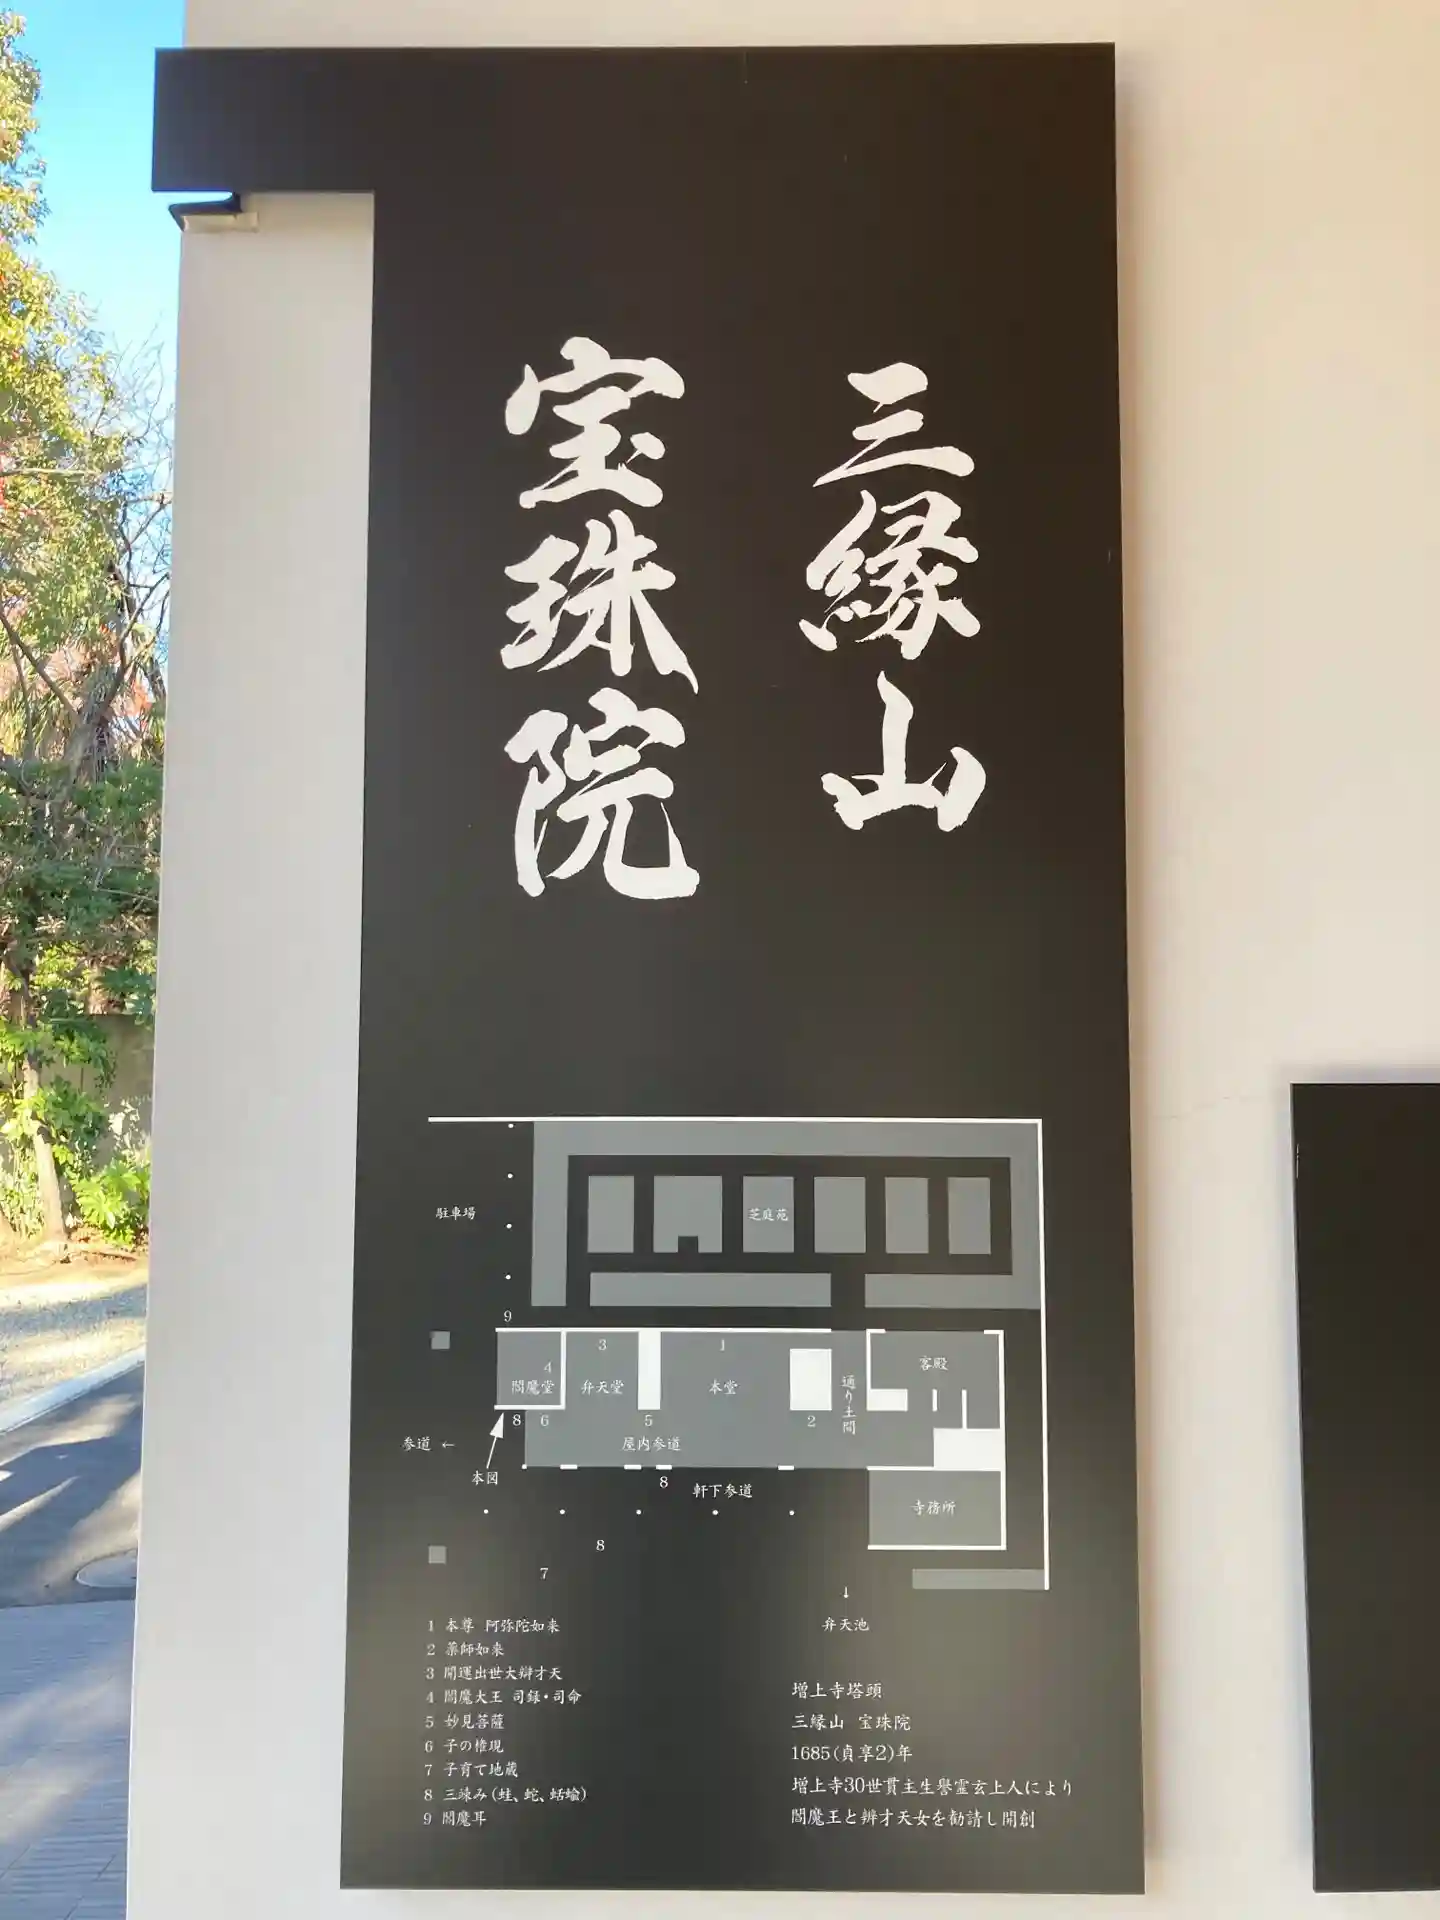 三縁山
宝珠院
駐車場
芝庭苑
9
3
1
4
閻魔堂
弁天堂
本堂
通り土間
客殿
8
6
5
2
参道 ←
屋内参道
本図
8
軒下参道
寺務所
8
7
↓
弁天池
1 本尊 阿弥陀如来
2 薬師如来
3 開運出世大辯才天
4 閻魔大王 司録・司命
5 妙見菩薩
6 子の権現
7 子育て地蔵
8 三竦み(蛙、蛇、蛞蝓)
9 閻魔耳
増上寺塔頭
三縁山 宝珠院
1685(貞享2)年
増上寺30世貫主生譽霊玄上人により
閻魔王と辨才天女を勧請し開創